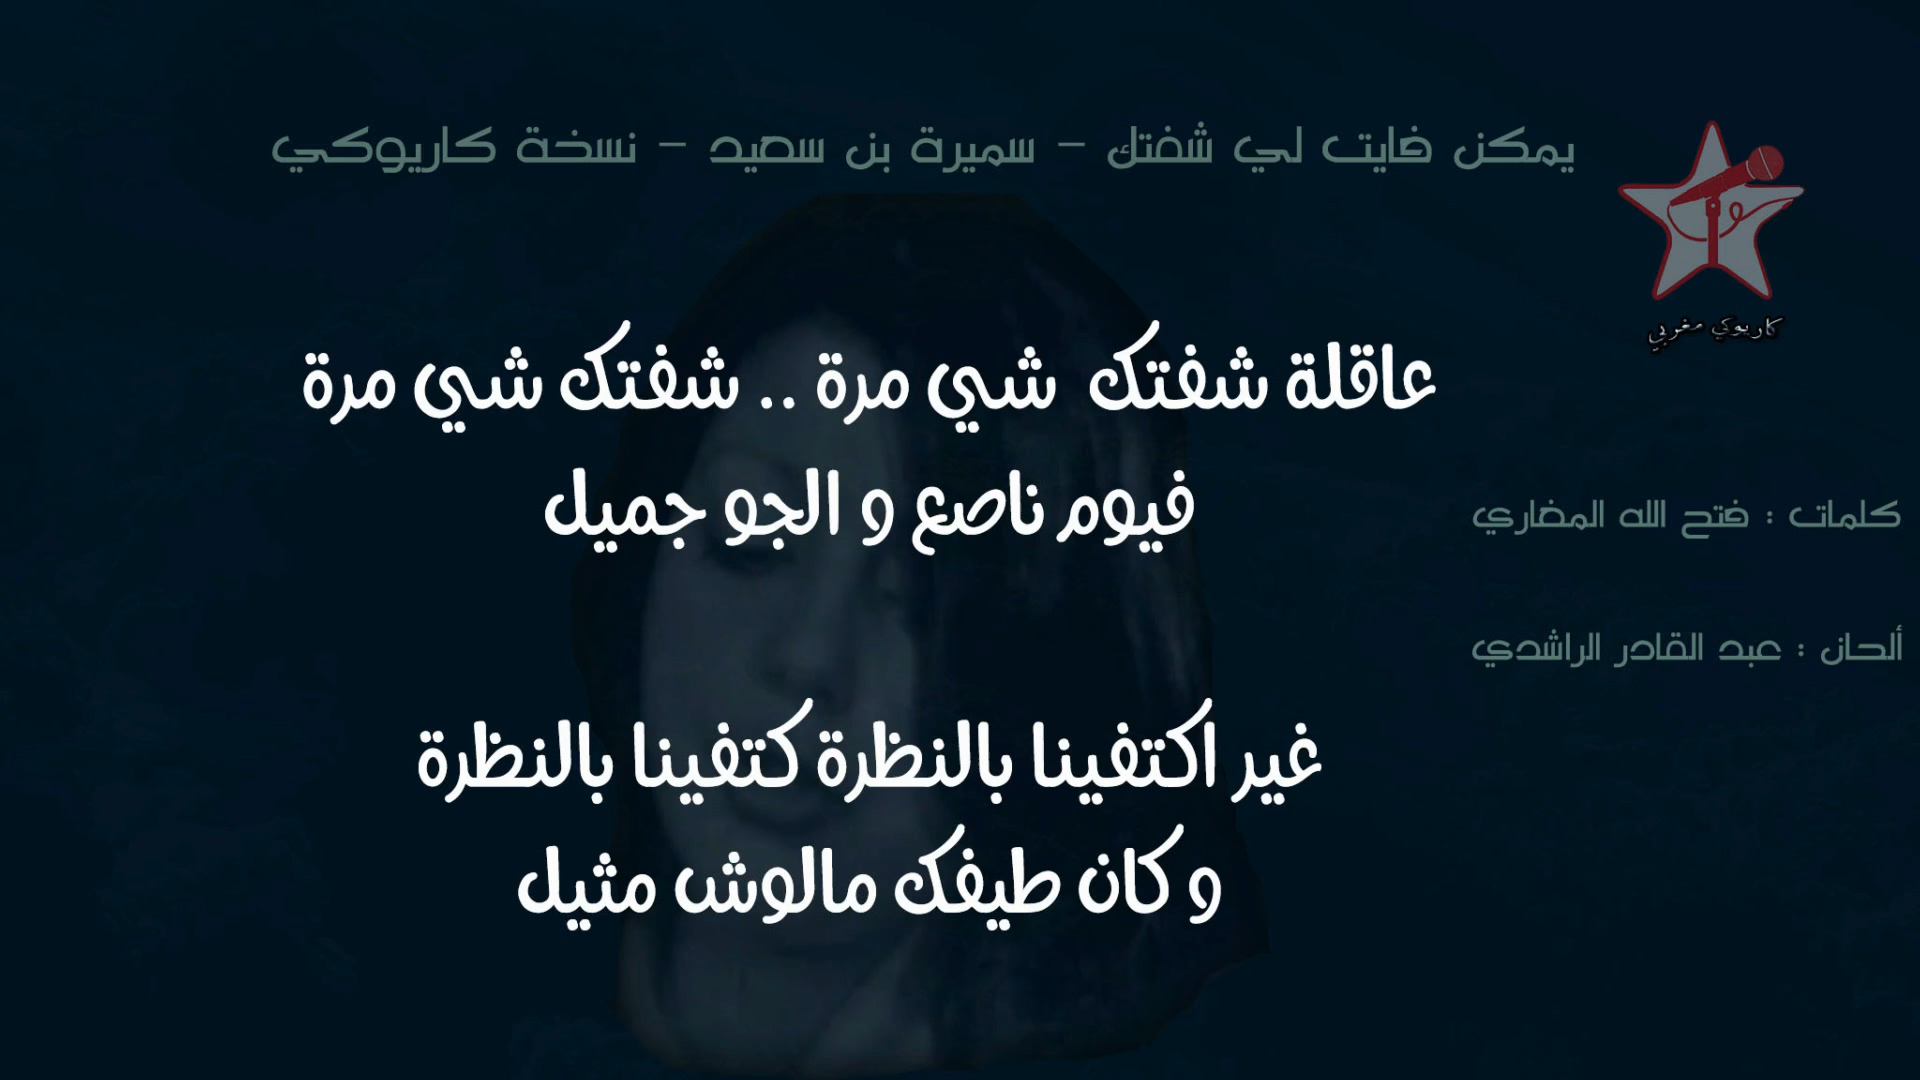 يمكن فايت لي شفتك - سميرة بن سعيد - نسخة كاريوكي
كاريوكي مغربي
عاقلة شفتك شي مرة .. شفتك شي مرة
فيوم ناصع و الجو جميل
كلمات : فتح الله المغاري
ألحان : عبد القادر الراشدي
غير اكتفينا بالنظرة كتفينا بالنظرة
و كان طيفك مالوش مثيل